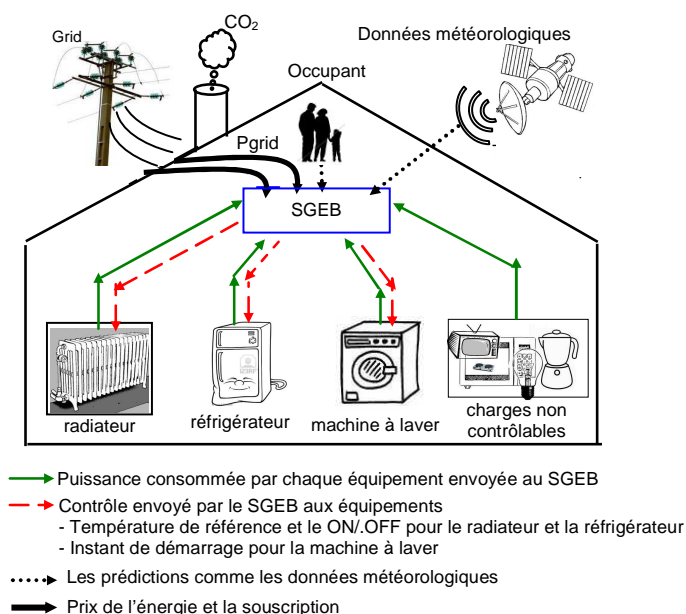 Grid
CO2
Données météorologiques
Occupant
Pgrid
SGEB
radiateur
réfrigérateur
machine à laver
charges non
contrôlables
Puissance consommée par chaque équipement envoyée au SGEB
Contrôle envoyé par le SGEB aux équipements
- Température de référence et le ON/.OFF pour le radiateur et la réfrigérateur
- Instant de démarrage pour la machine à laver
Les prédictions comme les données météorologiques
Prix de l'énergie et la souscription